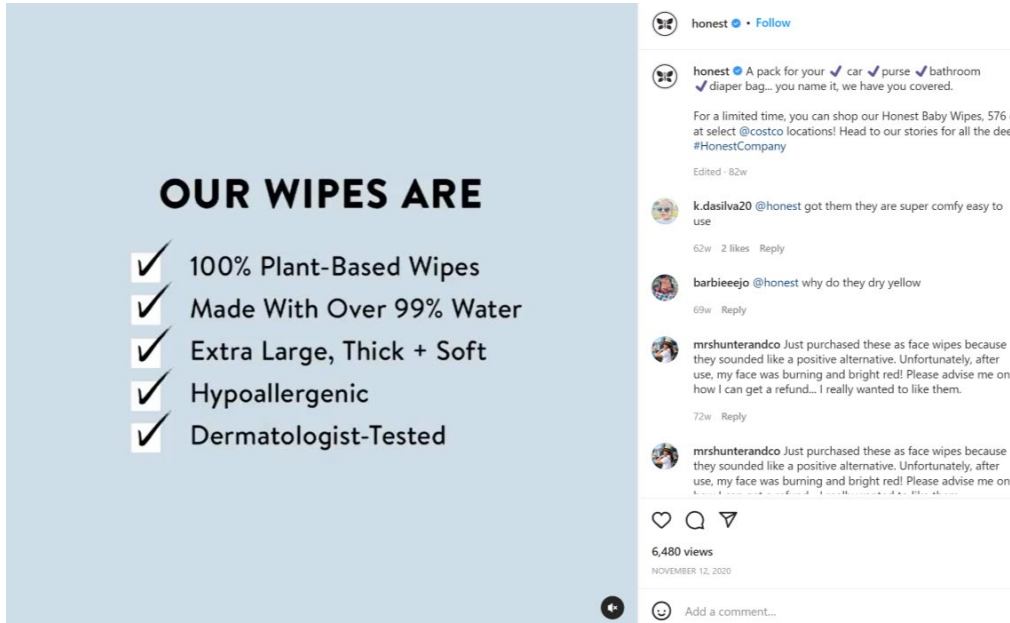 OUR WIPES ARE
100% Plant-Based Wipes
Made With Over 99% Water
Extra Large, Thick + Soft
Hypoallergenic
Dermatologist-Tested
honest • Follow
honest A pack for your ✓ car ✓ purse ✓ bathroom
✓ diaper bag... you name it, we have you covered.
For a limited time, you can shop our Honest Baby Wipes, 576
at select @costco locations! Head to our stories for all the dee
#HonestCompany
Edited · 82w
k.dasilva20 @honest got them they are super comfy easy to
use
62w 2 likes Reply
barbieeejo @honest why do they dry yellow
69w Reply
mrshunterandco Just purchased these as face wipes because
they sounded like a positive alternative. Unfortunately, after
use, my face was burning and bright red! Please advise me on
how I can get a refund... I really wanted to like them.
72w Reply
mrshunterandco Just purchased these as face wipes because
they sounded like a positive alternative. Unfortunately, after
use, my face was burning and bright red! Please advise me on
6,480 views
NOVEMBER 12, 2020
Add a comment...